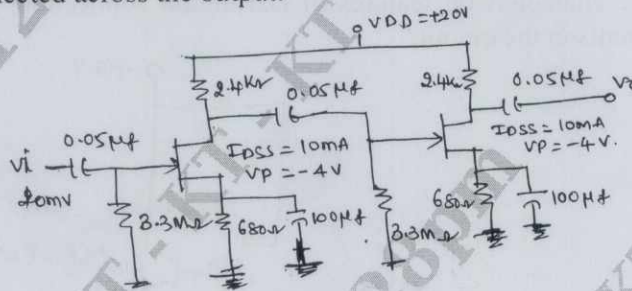 connected across the output.
VDD = +20V
2.4kΩ
0.05μf
2.4kΩ
0.05μf
Vo
0.05μf
IDSS = 10mA
VP = -4V
IDSS = 10mA
VP = -4V.
Vi
20mV
3.3MΩ
680Ω
100μf
3.3MΩ
680Ω
100μf